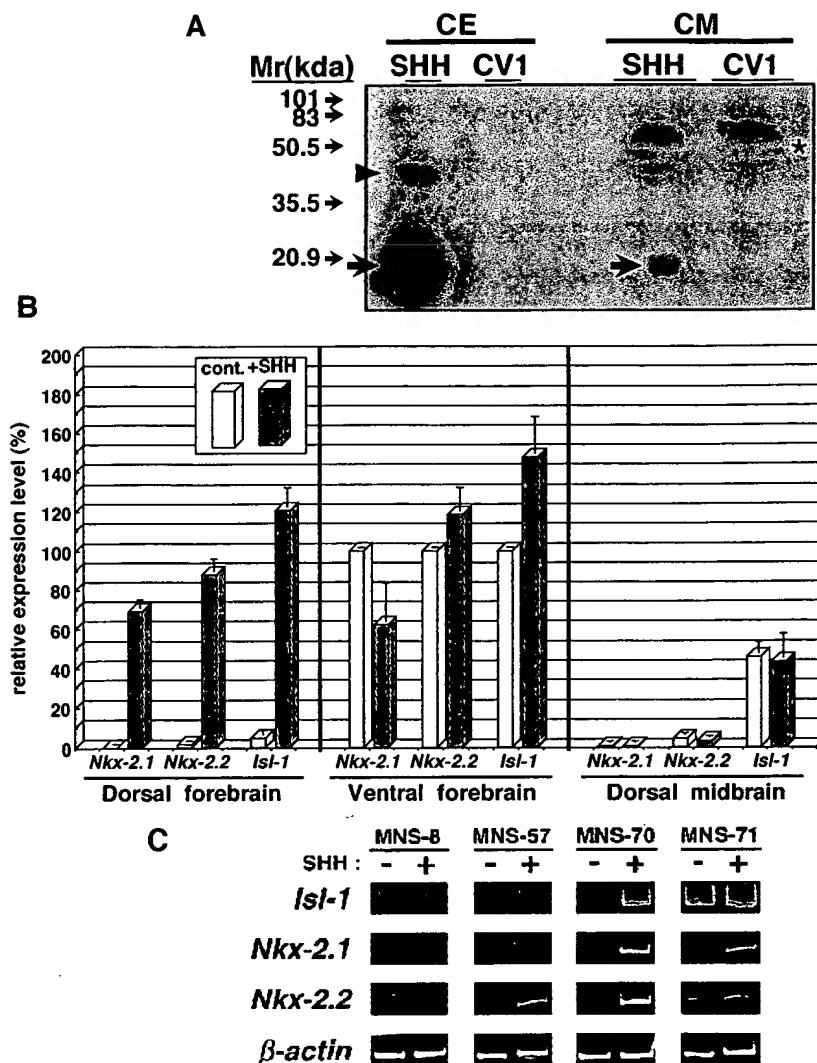 A
CE CM
Mr(kda) SHH CV1 SHH CV1
101→
83→
50.5→ *
35.5→
20.9→
B
relative expression level (%)
200
180
160
140
120
100
80
60
40
20
0
cont. +SHH
Nkx-2.1 Nkx-2.2 Isl-1 Nkx-2.1 Nkx-2.2 Isl-1 Nkx-2.1 Nkx-2.2 Isl-1
Dorsal forebrain Ventral forebrain Dorsal midbrain
C
MNS-8 MNS-57 MNS-70 MNS-71
SHH : - + - + - + - +
Isl-1
Nkx-2.1
Nkx-2.2
β-actin